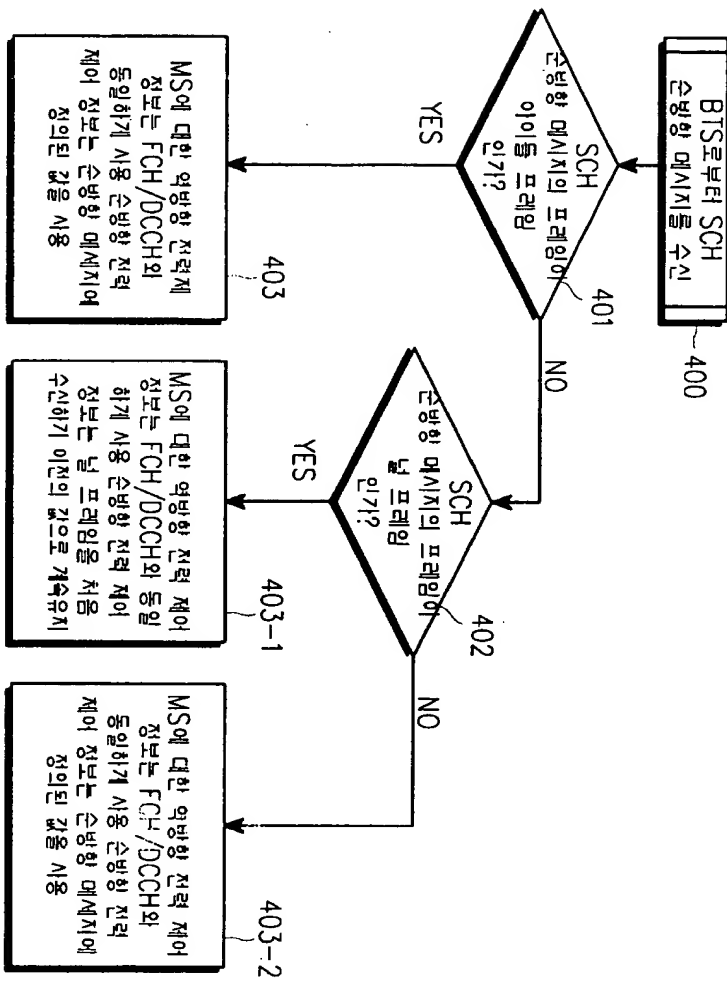 BTS로부터 SCH
순방향 메시지를 수신
400
SCH
순방향 메시지의 프레임이
아이들 프레임
인가?
401
YES
NO
SCH
순방향 메시지의 프레임이
널 프레임
인가?
402
YES
NO
MS에 대한 역방향 전력제
정보는 FCH/DCCH와
동일하게 사용 순방향 전력
제어 정보는 순방향 메세지에
정의된 값을 사용
403
MS에 대한 역방향 전력 제어
정보는 FCH/DCCH와 동일
하게 사용 순방향 전력 제어
정보는 널 프레임을 처음
수신하기 이전의 값으로 계속유지
403-1
MS에 대한 역방향 전력 제어
정보는 FCH/DCCH와
동일하게 사용 순방향 전력
제어 정보는 순방향 메세지에
정의된 값을 사용
403-2